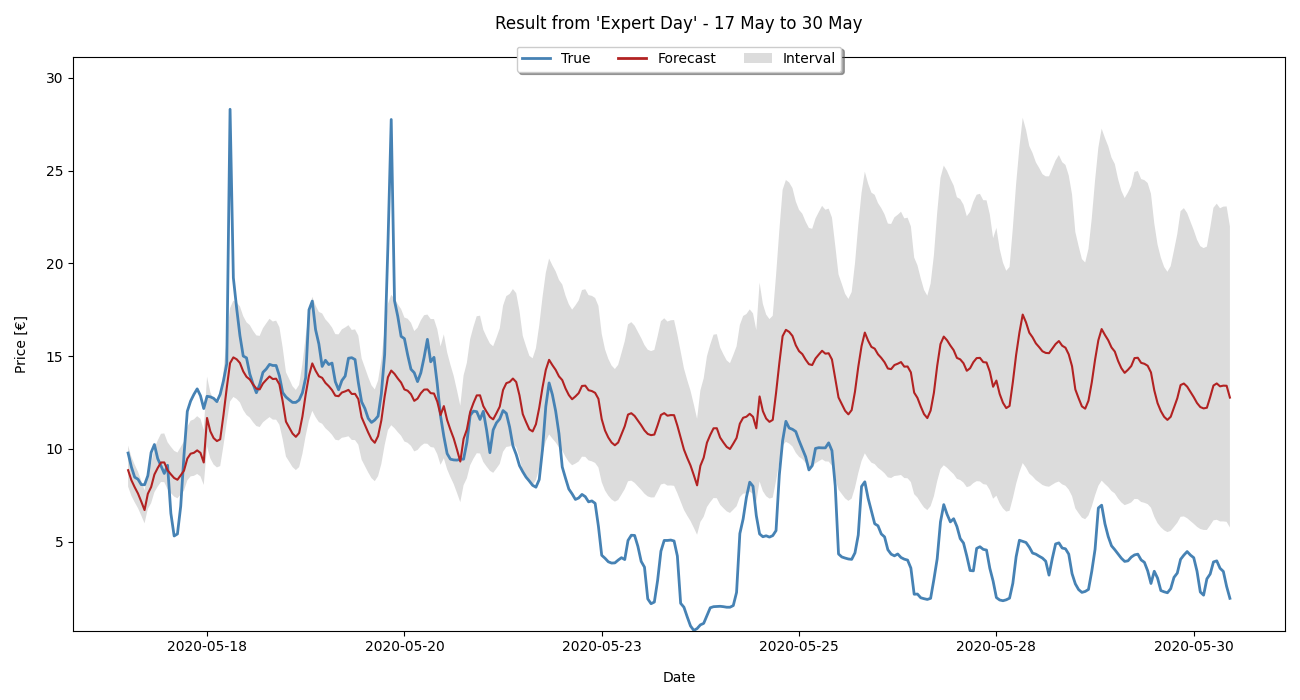 Result from 'Expert Day' - 17 May to 30 May
True Forecast Interval
30
25
20
15
10
5
Price [€]
2020-05-18 2020-05-20 2020-05-23 2020-05-25 2020-05-28 2020-05-30
Date